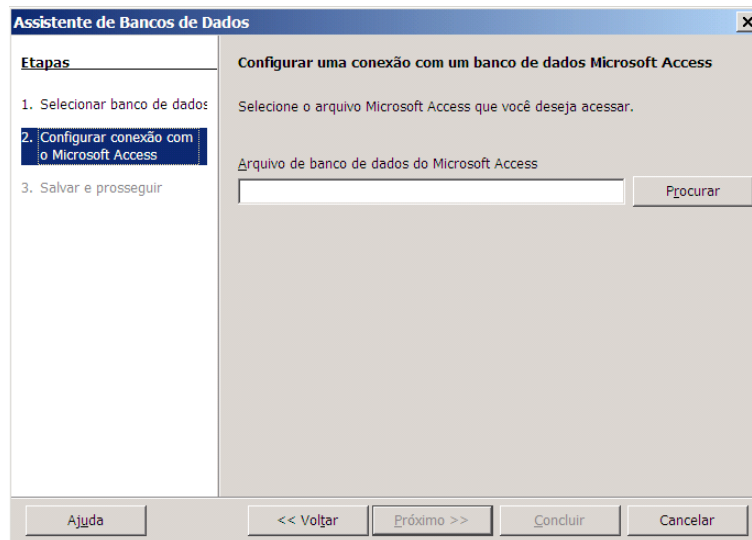 Assistente de Bancos de Dados
Etapas
1. Selecionar banco de dados
2. Configurar conexão com
o Microsoft Access
3. Salvar e prosseguir
Configurar uma conexão com um banco de dados Microsoft Access
Selecione o arquivo Microsoft Access que você deseja acessar.
Arquivo de banco de dados do Microsoft Access
Procurar
Ajuda
<< Voltar
Próximo >>
Concluir
Cancelar